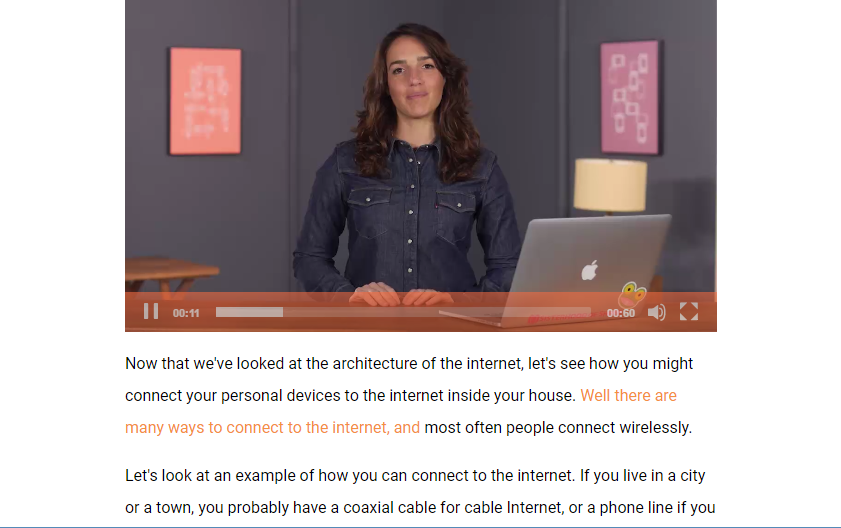 00:11
00:60
Now that we've looked at the architecture of the internet, let's see how you might
connect your personal devices to the internet inside your house. Well there are
many ways to connect to the internet, and most often people connect wirelessly.
Let's look at an example of how you can connect to the internet. If you live in a city
or a town, you probably have a coaxial cable for cable Internet, or a phone line if you